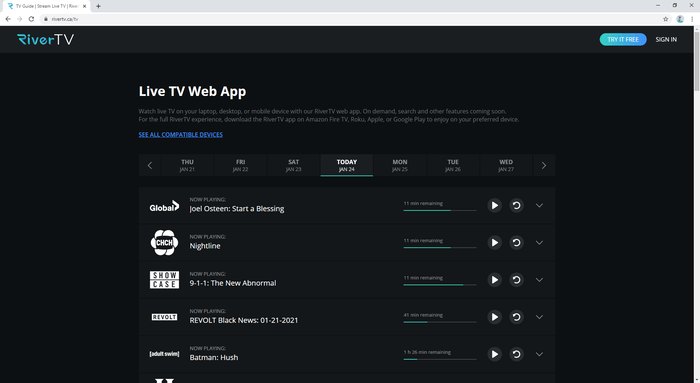 TV Guide | Stream Live TV | River
rivertv.ca/tv
RiverTV
TRY IT FREE
SIGN IN
Live TV Web App
Watch live TV on your laptop, desktop, or mobile device with our RiverTV web app. On demand, search and other features coming soon.
For the full RiverTV experience, download the RiverTV app on Amazon Fire TV, Roku, Apple, or Google Play to enjoy on your preferred device.
SEE ALL COMPATIBLE DEVICES
THU
JAN 21
FRI
JAN 22
SAT
JAN 23
TODAY
JAN 24
MON
JAN 25
TUE
JAN 26
WED
JAN 27
Global
NOW PLAYING:
Joel Osteen: Start a Blessing
11 min remaining
CHCH
NOW PLAYING:
Nightline
11 min remaining
SHOW
CASE
NOW PLAYING:
9-1-1: The New Abnormal
11 min remaining
REVOLT
NOW PLAYING:
REVOLT Black News: 01-21-2021
41 min remaining
[adult swim]
NOW PLAYING:
Batman: Hush
1 h 26 min remaining